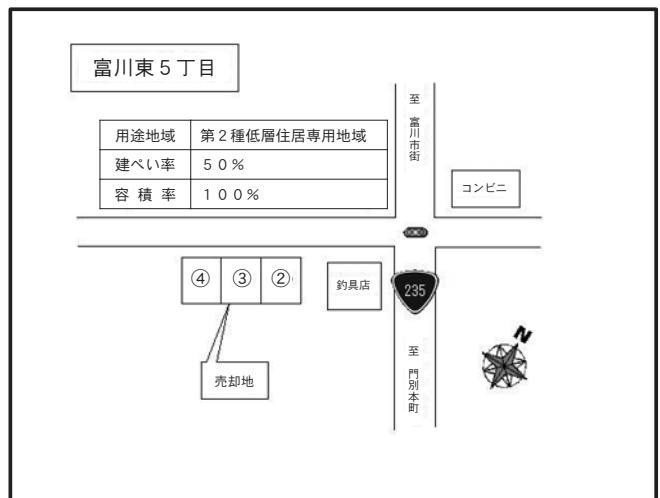 富川東５丁目
至 富川市街
用途地域 第２種低層住居専用地域
建ぺい率 ５０％
容積率 １００％
コンビニ
④ ③ ②
釣具店
235
N
売却地
至 門別本町